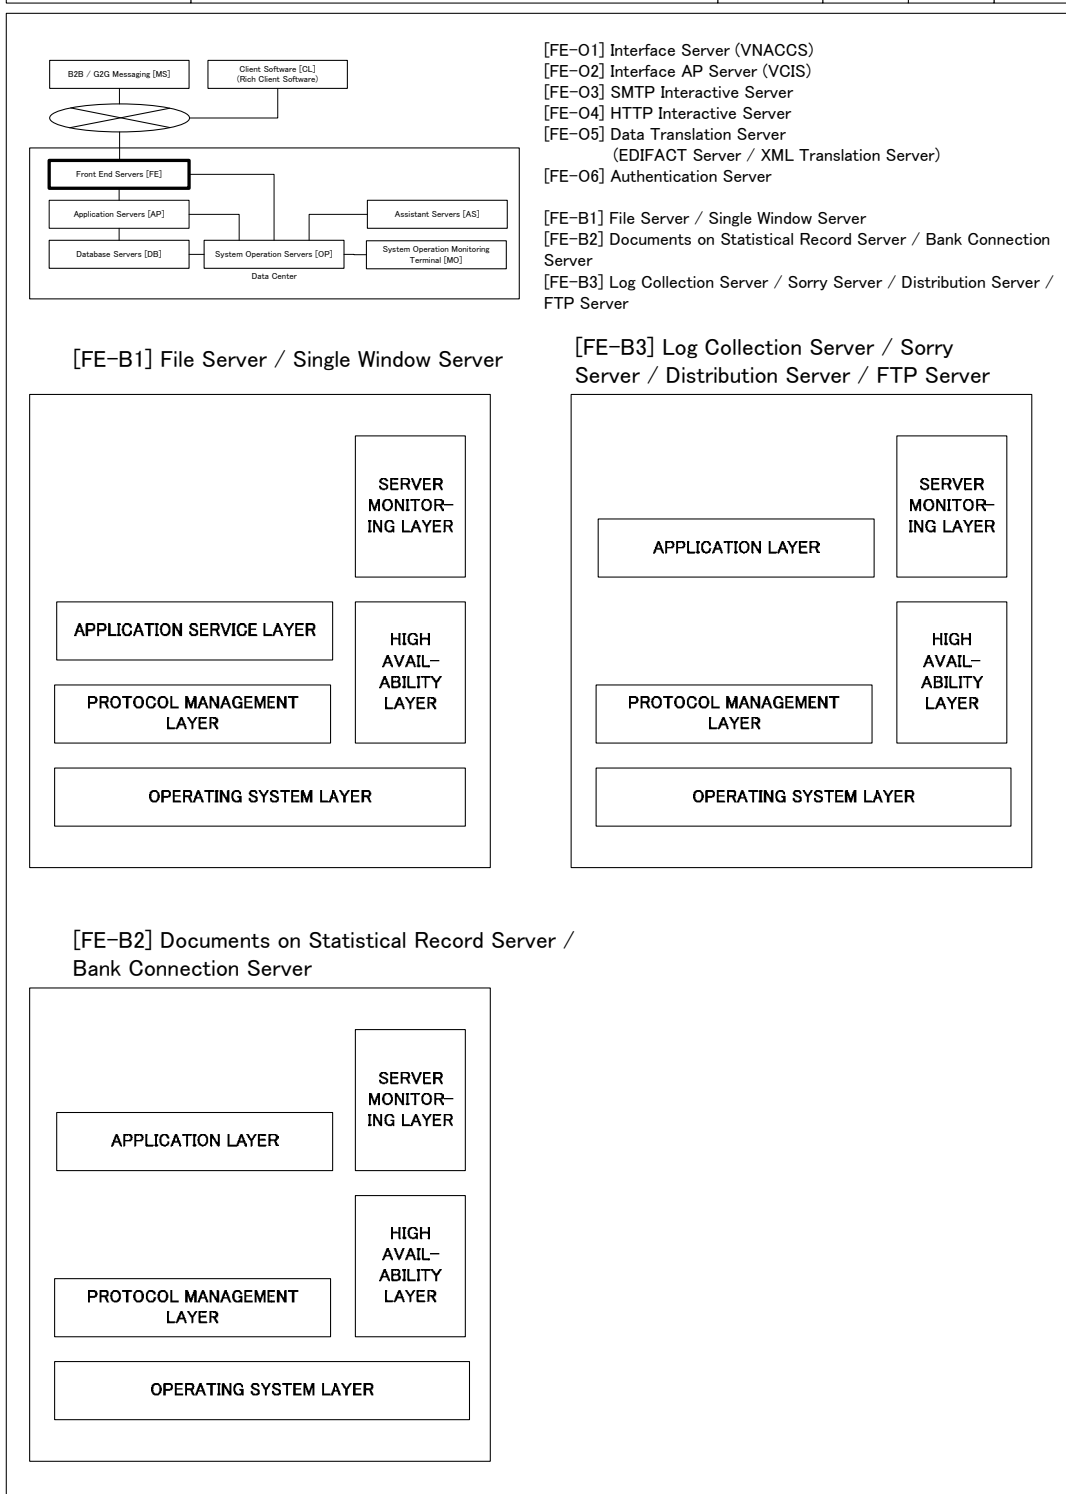 B2B / G2G Messaging [MS]
Client Software [CL]
(Rich Client Software)
Front End Servers [FE]
Application Servers [AP]
Assistant Servers [AS]
Database Servers [DB]
System Operation Servers [OP]
System Operation Monitoring
Terminal [MO]
Data Center
[FE-O1] Interface Server (VNACCS)
[FE-O2] Interface AP Server (VCIS)
[FE-O3] SMTP Interactive Server
[FE-O4] HTTP Interactive Server
[FE-O5] Data Translation Server
(EDIFACT Server / XML Translation Server)
[FE-O6] Authentication Server
[FE-B1] File Server / Single Window Server
[FE-B2] Documents on Statistical Record Server / Bank Connection
Server
[FE-B3] Log Collection Server / Sorry Server / Distribution Server /
FTP Server
[FE-B1] File Server / Single Window Server
SERVER
MONITOR-
ING LAYER
APPLICATION SERVICE LAYER
HIGH
AVAIL-
ABILITY
LAYER
PROTOCOL MANAGEMENT
LAYER
OPERATING SYSTEM LAYER
[FE-B3] Log Collection Server / Sorry
Server / Distribution Server / FTP Server
SERVER
MONITOR-
ING LAYER
APPLICATION LAYER
HIGH
AVAIL-
ABILITY
LAYER
PROTOCOL MANAGEMENT
LAYER
OPERATING SYSTEM LAYER
[FE-B2] Documents on Statistical Record Server /
Bank Connection Server
SERVER
MONITOR-
ING LAYER
APPLICATION LAYER
HIGH
AVAIL-
ABILITY
LAYER
PROTOCOL MANAGEMENT
LAYER
OPERATING SYSTEM LAYER